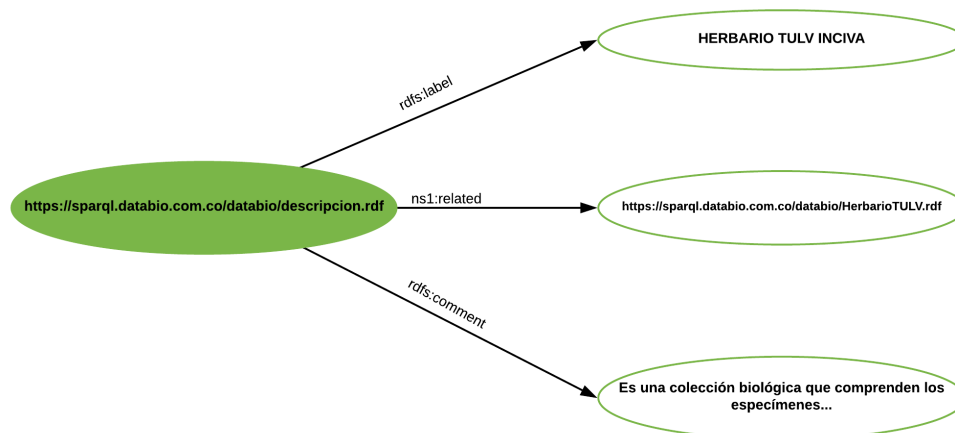 HERBARIO TULV INCIVA
rdfs:label
https://sparql.databio.com.co/databio/descripcion.rdf
ns1:related
https://sparql.databio.com.co/databio/HerbarioTULV.rdf
rdfs:comment
Es una colección biológica que comprenden los
especímenes...